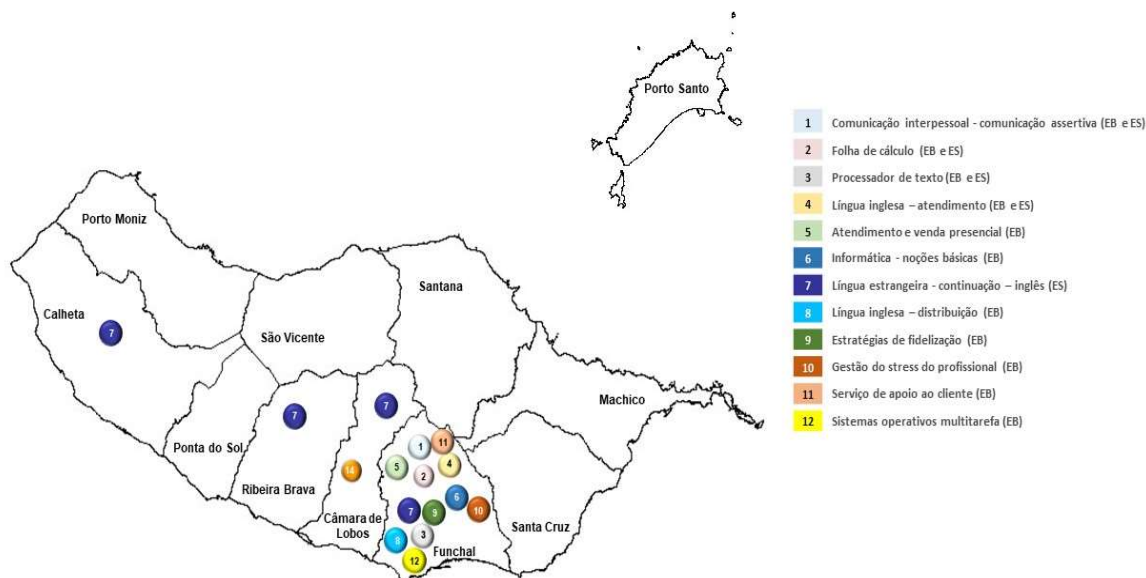 Porto Santo
Porto Moniz
Calheta
7
São Vicente
Santana
Machico
Ponta do Sol
7
Ribeira Brava
7
14
Câmara de
Lobos
1
11
5
4
2
6
7
9
10
8
3
12
Funchal
Santa Cruz
1 Comunicação interpessoal - comunicação assertiva (EB e ES)
2 Folha de cálculo (EB e ES)
3 Processador de texto (EB e ES)
4 Língua inglesa – atendimento (EB e ES)
5 Atendimento e venda presencial (EB)
6 Informática - noções básicas (EB)
7 Língua estrangeira - continuação – inglês (ES)
8 Língua inglesa – distribuição (EB)
9 Estratégias de fidelização (EB)
10 Gestão do stress do profissional (EB)
11 Serviço de apoio ao cliente (EB)
12 Sistemas operativos multitarefa (EB)